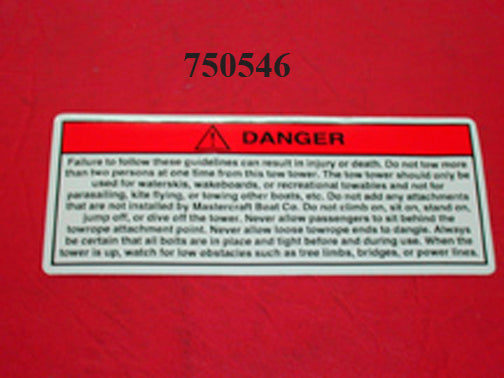 750546
DANGER
Failure to follow these guidelines can result in injury or death. Do not tow more
than two persons at one time from this tow tower. The tow tower should only be
used for waterskis, wakeboards, or recreational towables and not for
parasailing, kite flying, or towing other boats, etc. Do not add any attachments
that are not installed by Mastercraft Boat Co. Do not climb on, sit on, stand on,
jump off, or dive off the tower. Never allow passengers to sit behind the
towrope attachment point. Never allow loose towrope ends to dangle. Always
be certain that all bolts are in place and tight before and during use. When the
tower is up, watch for low obstacles such as tree limbs, bridges, or power lines.